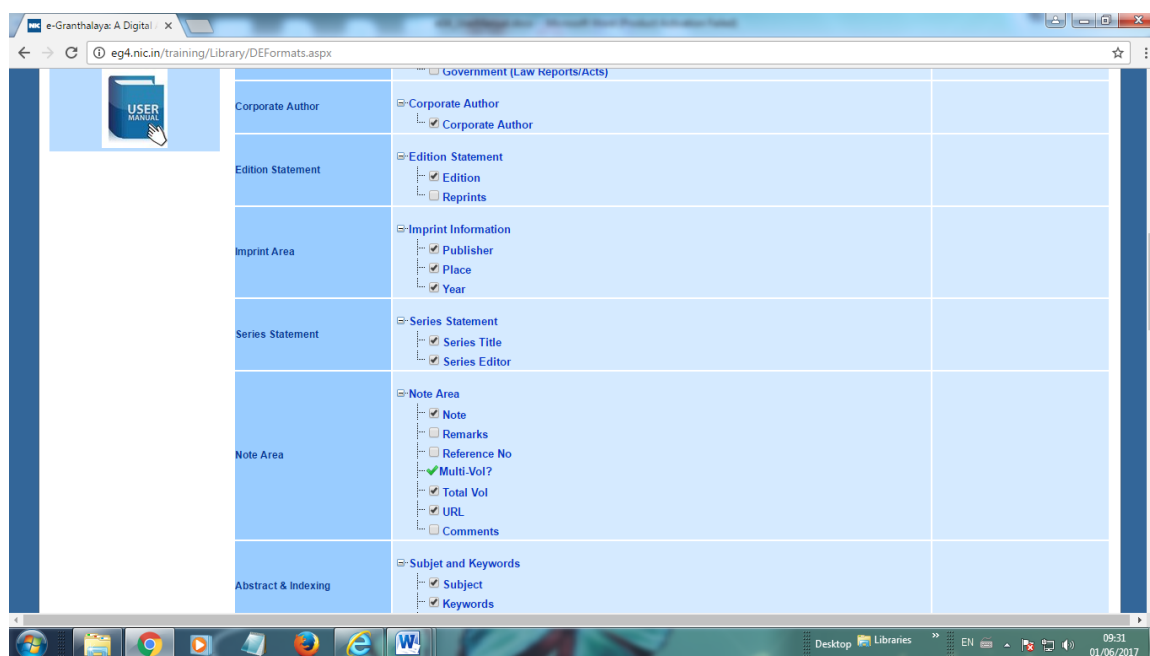 e-Granthalaya: A Digital
eg4.nic.in/training/Library/DEFormats.aspx
USER
MANUAL
Government (Law Reports/Acts)
Corporate Author
Corporate Author
Corporate Author
Edition Statement
Edition Statement
Edition
Reprints
Imprint Area
Imprint Information
Publisher
Place
Year
Series Statement
Series Statement
Series Title
Series Editor
Note Area
Note Area
Note
Remarks
Reference No
Multi-Vol?
Total Vol
URL
Comments
Abstract & Indexing
Subjet and Keywords
Subject
Keywords
Desktop Libraries » EN 09:31
01/06/2017